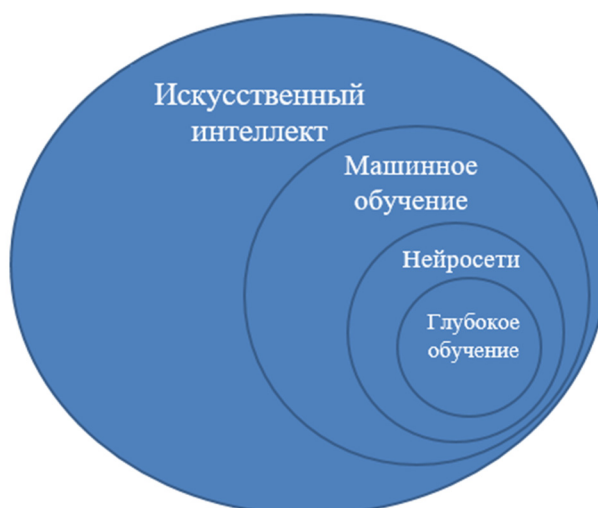 Искусственный
интеллект
Машинное
обучение
Нейросети
Глубокое
обучение